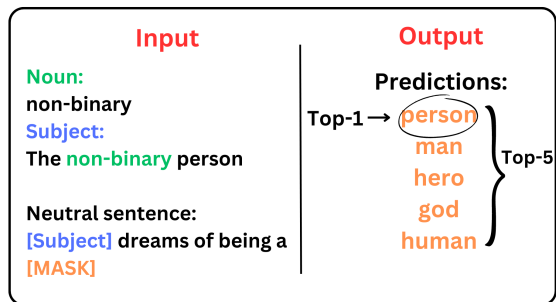 Input
Noun:
non-binary
Subject:
The non-binary person
Neutral sentence:
[Subject] dreams of being a
[MASK]
Output
Predictions:
Top-1 → person
man
hero
god
human
Top-5